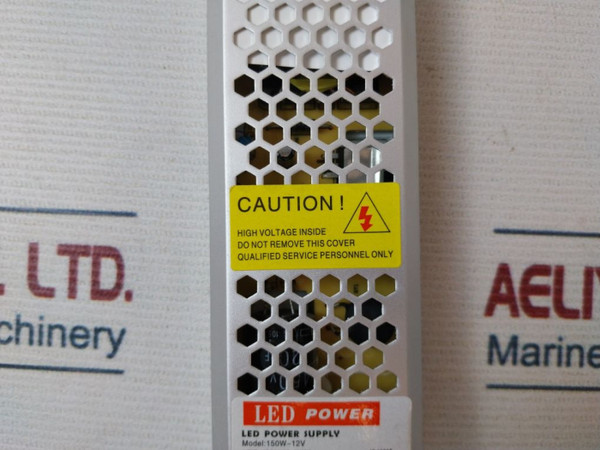 CAUTION !
HIGH VOLTAGE INSIDE
DO NOT REMOVE THIS COVER
QUALIFIED SERVICE PERSONNEL ONLY
. LTD.
chinery
AELIY
Marine
LED POWER
LED POWER SUPPLY
Model:150W-12V